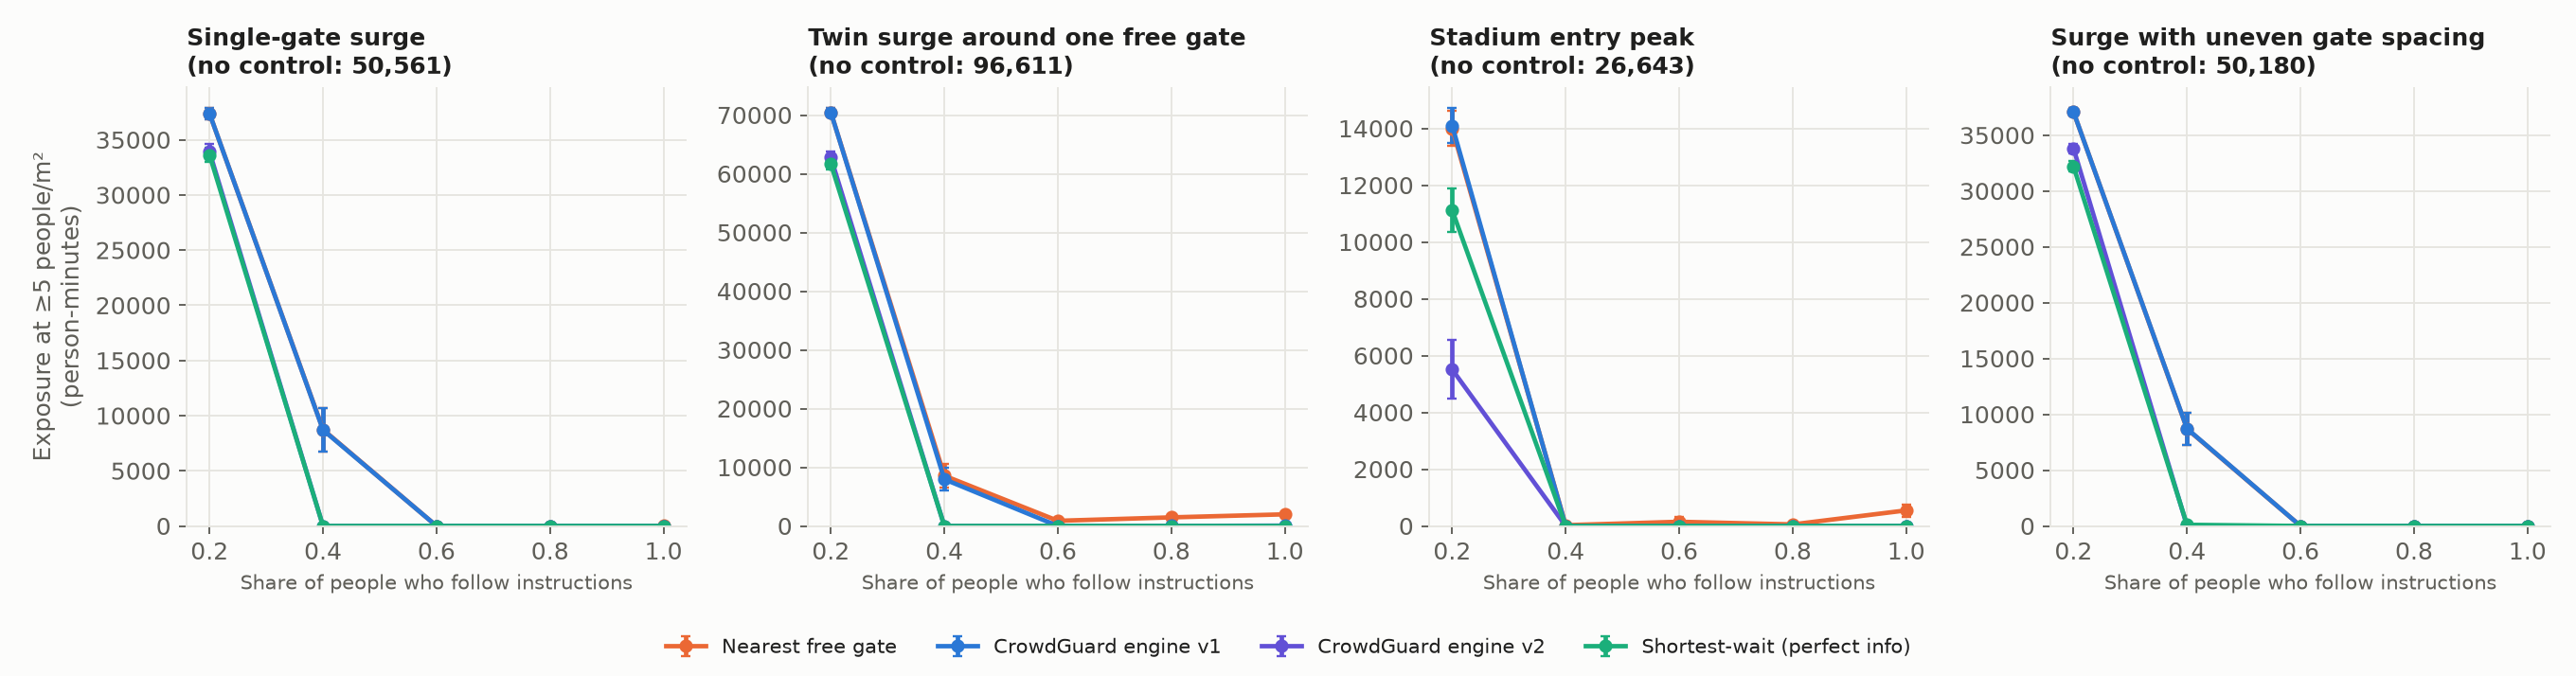 Single-gate surge
(no control: 50,561)
Twin surge around one free gate
(no control: 96,611)
Stadium entry peak
(no control: 26,643)
Surge with uneven gate spacing
(no control: 50,180)
Exposure at ≥5 people/m²
(person-minutes)
35000
30000
25000
20000
15000
10000
5000
0
0.2 0.4 0.6 0.8 1.0
Share of people who follow instructions
70000
60000
50000
40000
30000
20000
10000
0
0.2 0.4 0.6 0.8 1.0
Share of people who follow instructions
14000
12000
10000
8000
6000
4000
2000
0
0.2 0.4 0.6 0.8 1.0
Share of people who follow instructions
35000
30000
25000
20000
15000
10000
5000
0
0.2 0.4 0.6 0.8 1.0
Share of people who follow instructions
Nearest free gate
CrowdGuard engine v1
CrowdGuard engine v2
Shortest-wait (perfect info)